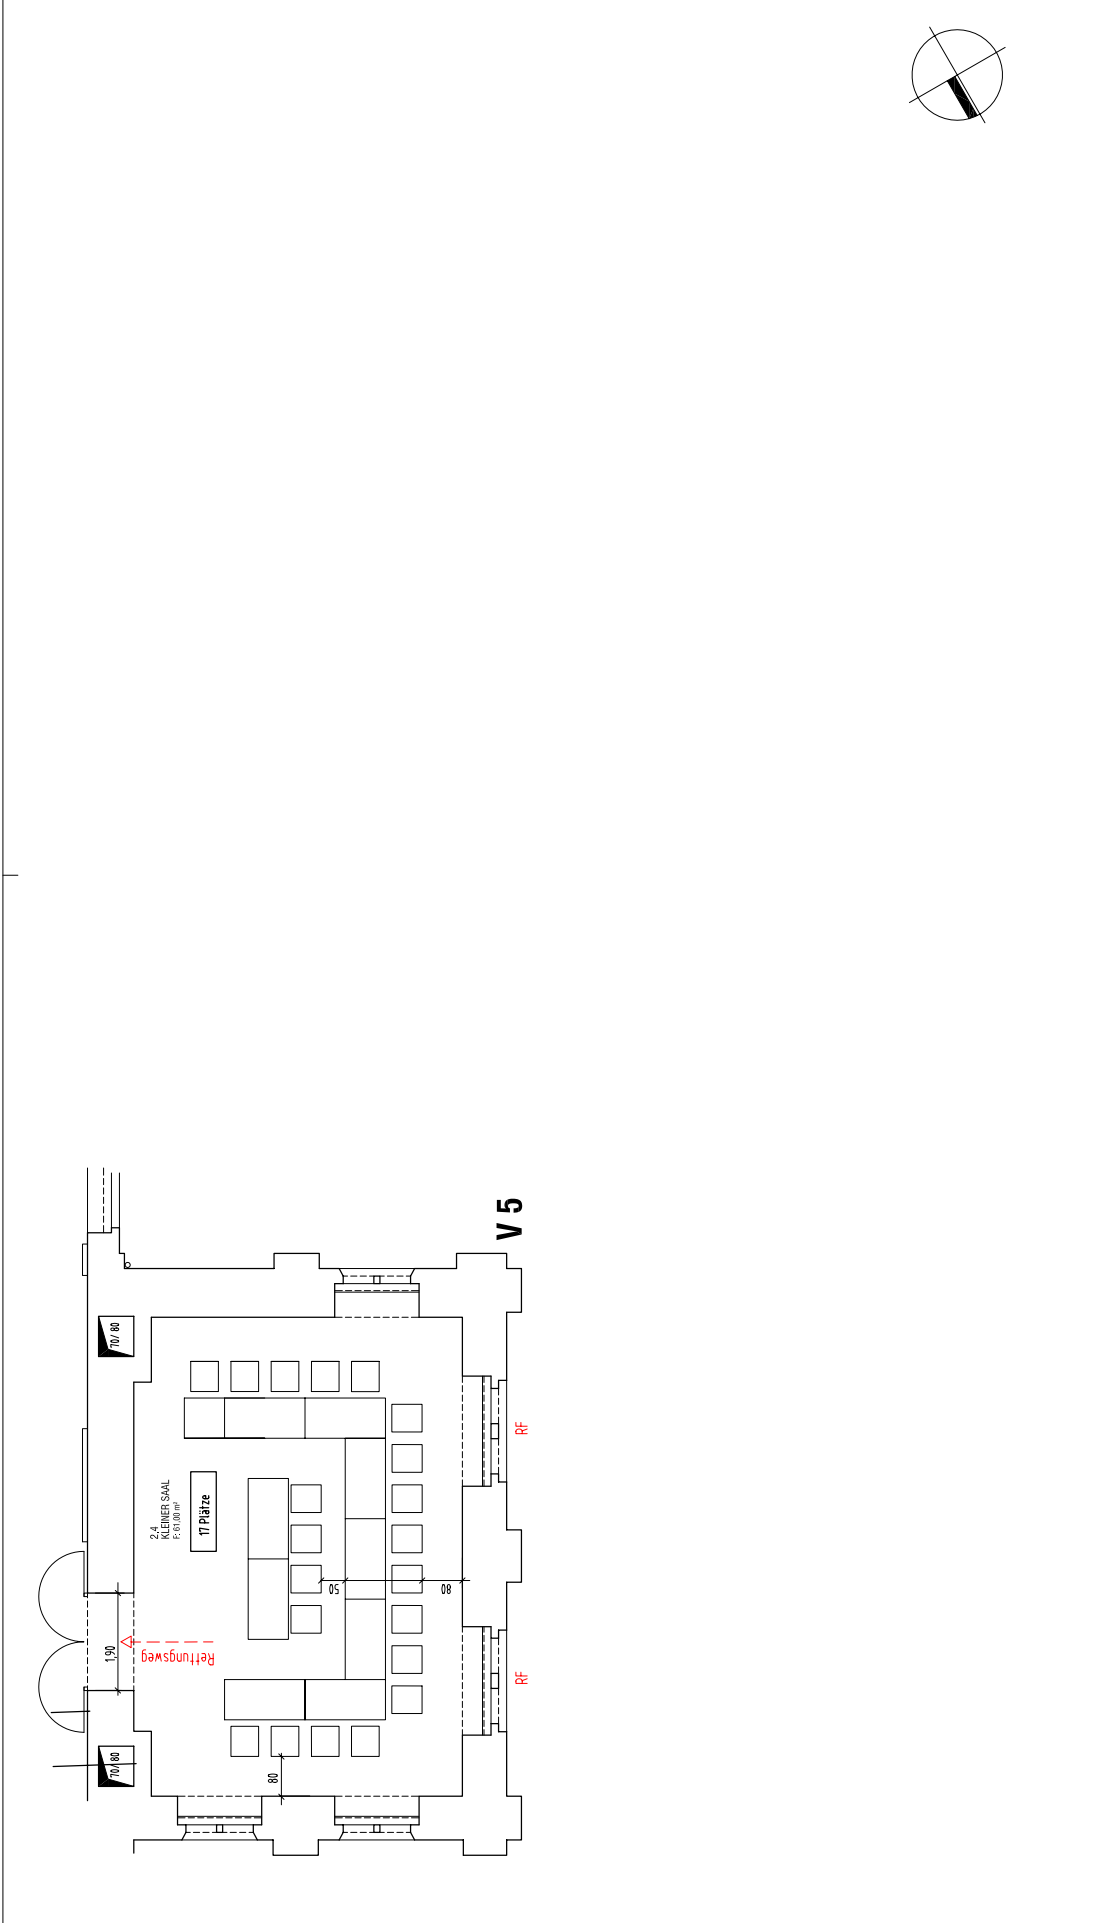 V 5
70/ 80
2,4
KLEINER SAAL
F: 61,00 m²
17 Plätze
RF
50
80
1,90
Rettungsweg
RF
70/ 80
80